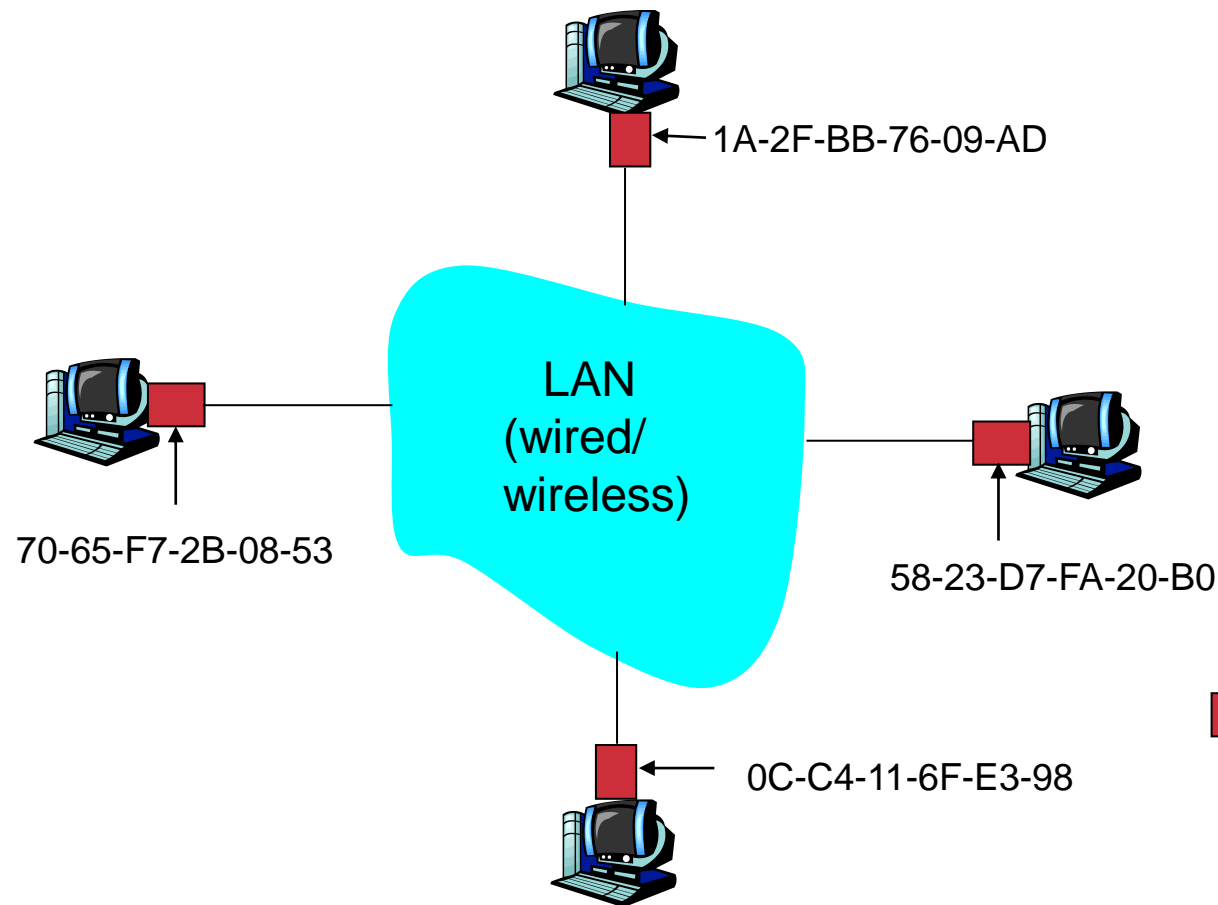 1A-2F-BB-76-09-AD
LAN
(wired/
wireless)
70-65-F7-2B-08-53
58-23-D7-FA-20-B0
0C-C4-11-6F-E3-98